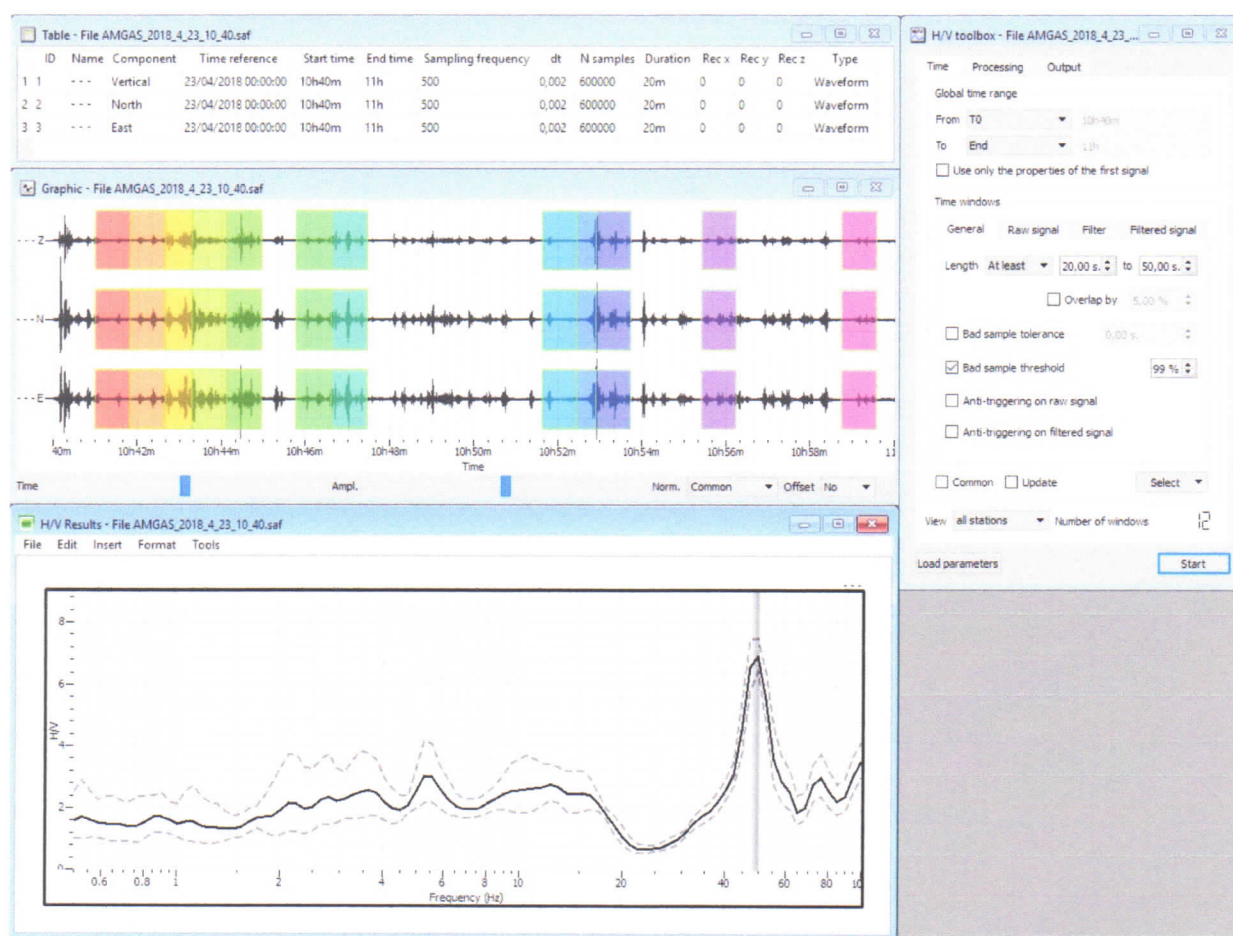 Table - File AMGAS_2018_4_23_10_40.saf
ID Name Component Time reference Start time End time Sampling frequency dt N samples Duration Rec x Rec y Rec z Type
1 1 - - - Vertical 23/04/2018 00:00:00 10h40m 11h 500 0,002 600000 20m 0 0 0 Waveform
2 2 - - - North 23/04/2018 00:00:00 10h40m 11h 500 0,002 600000 20m 0 0 0 Waveform
3 3 - - - East 23/04/2018 00:00:00 10h40m 11h 500 0,002 600000 20m 0 0 0 Waveform
Graphic - File AMGAS_2018_4_23_10_40.saf
- - - Z
- - - N
- - - E
40m 10h42m 10h44m 10h46m 10h48m 10h50m 10h52m 10h54m 10h56m 10h58m 11
Time
Time Ampl. Norm. Common Offset No
H/V Results - File AMGAS_2018_4_23_10_40.saf
File Edit Insert Format Tools
- - -
8
6
4
2
0
H/V
0.6 0.8 1 2 4 6 8 10 20 40 60 80 10
Frequency (Hz)
H/V toolbox - File AMGAS_2018_4_23_...
Time Processing Output
Global time range
From T0 10h40m
To End 11h
Use only the properties of the first signal
Time windows
General Raw signal Filter Filtered signal
Length At least 20,00 s. to 50,00 s.
Overlap by 5,00 %
Bad sample tolerance 0,00 s.
Bad sample threshold 99 %
Anti-triggering on raw signal
Anti-triggering on filtered signal
Common Update Select
View all stations Number of windows 12
Load parameters Start